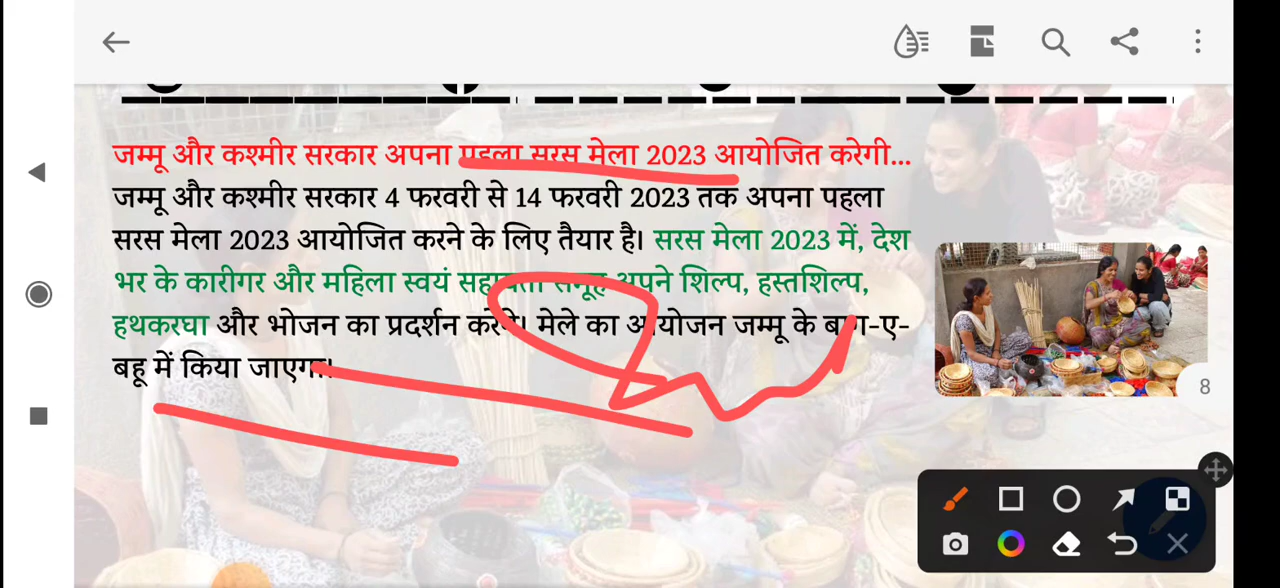 जम्मू और कश्मीर सरकार अपना पहला सरस मेला 2023 आयोजित करेगी...
जम्मू और कश्मीर सरकार 4 फरवरी से 14 फरवरी 2023 तक अपना पहला
सरस मेला 2023 आयोजित करने के लिए तैयार है। सरस मेला 2023 में, देश
भर के कारीगर और महिला स्वयं सहायता समूह अपने शिल्प, हस्तशिल्प,
हथकरघा और भोजन का प्रदर्शन करेंगे। मेले का आयोजन जम्मू के बाग-ए-
बहू में किया जाएगा।
8